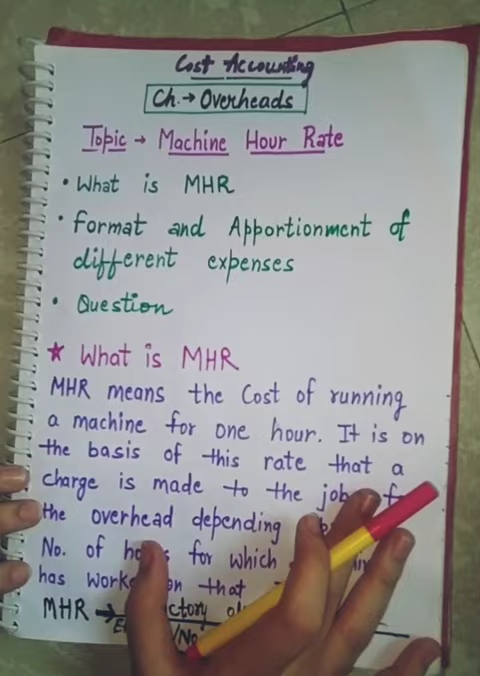 Cost Accounting
Ch. → Overheads
Topic → Machine Hour Rate
• What is MHR
• Format and Apportionment of
different expenses
• Question
★ What is MHR
MHR means the Cost of running
a machine for one hour. It is on
the basis of this rate that a
charge is made to the job
the overhead depending
No. of for which
has on that
MHR →